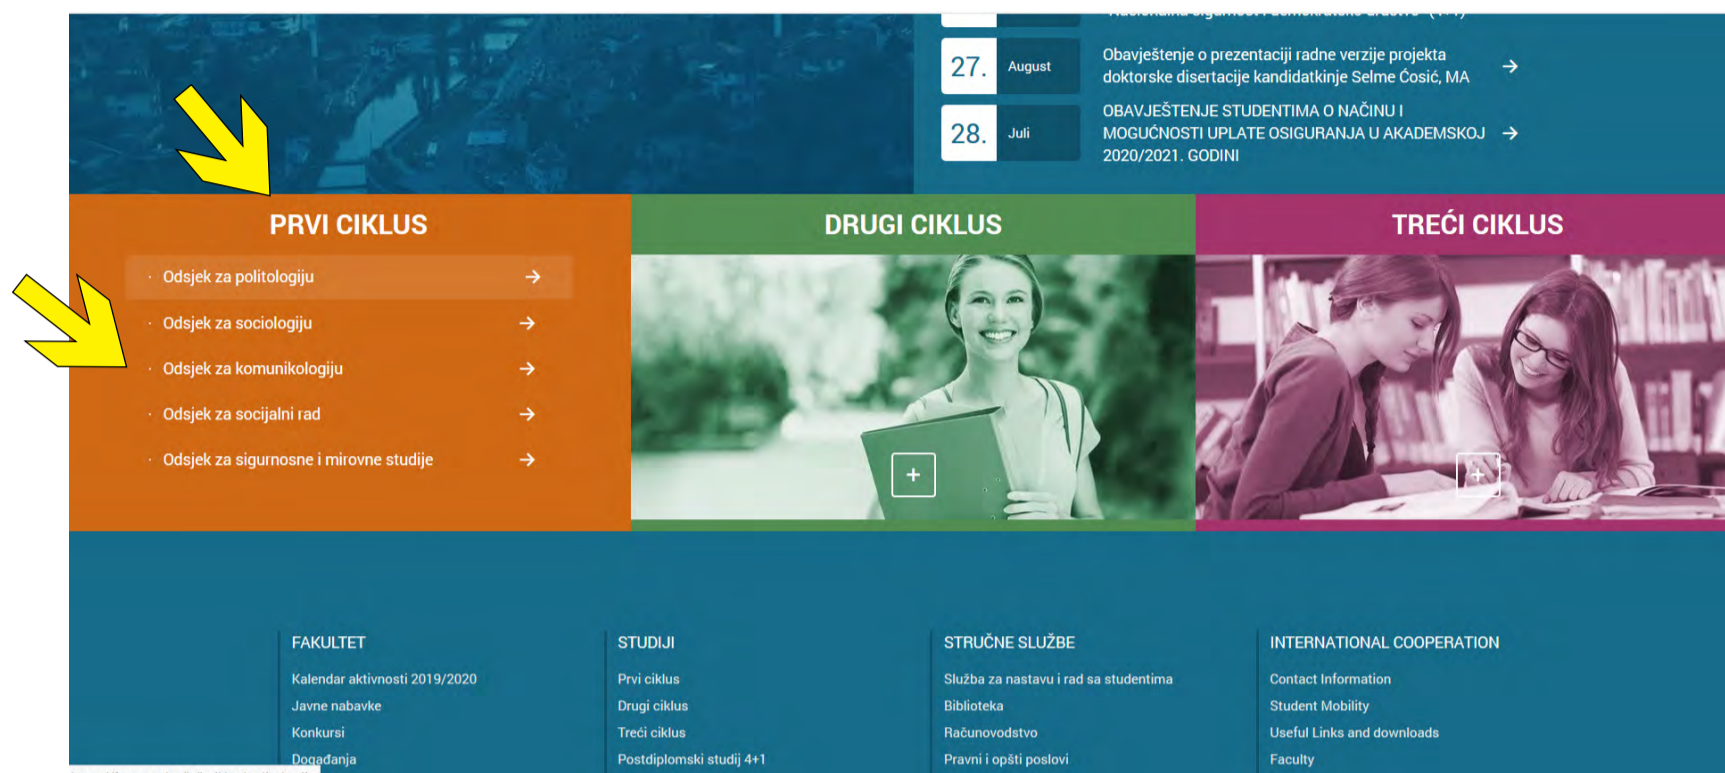 27. August
Obavještenje o prezentaciji radne verzije projekta
doktorske disertacije kandidatkinje Selme Ćosić, MA
28. Juli
OBAVJEŠTENJE STUDENTIMA O NAČINU I
MOGUĆNOSTI UPLATE OSIGURANJA U AKADEMSKOJ
2020/2021. GODINI
PRVI CIKLUS
· Odsjek za politologiju
· Odsjek za sociologiju
· Odsjek za komunikologiju
· Odsjek za socijalni rad
· Odsjek za sigurnosne i mirovne studije
DRUGI CIKLUS
TREĆI CIKLUS
FAKULTET
Kalendar aktivnosti 2019/2020
Javne nabavke
Konkursi
Događanja
STUDIJI
Prvi ciklus
Drugi ciklus
Treći ciklus
Postdiplomski studij 4+1
STRUČNE SLUŽBE
Služba za nastavu i rad sa studentima
Biblioteka
Računovodstvo
Pravni i opšti poslovi
INTERNATIONAL COOPERATION
Contact Information
Student Mobility
Useful Links and downloads
Faculty